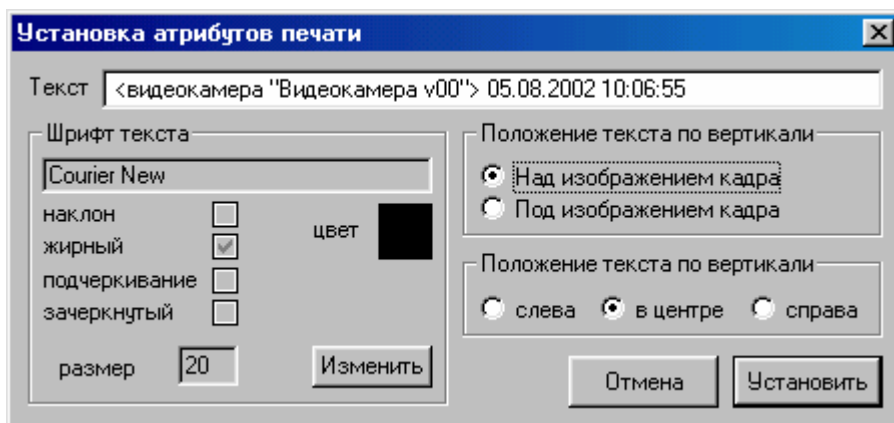 Установка атрибутов печати
Текст <видеокамера "Видеокамера v00"> 05.08.2002 10:06:55
Шрифт текста
Courier New
наклон
жирный
цвет
подчеркивание
зачеркнутый
размер 20 Изменить
Положение текста по вертикали
Над изображением кадра
Под изображением кадра
Положение текста по вертикали
слева в центре справа
Отмена Установить